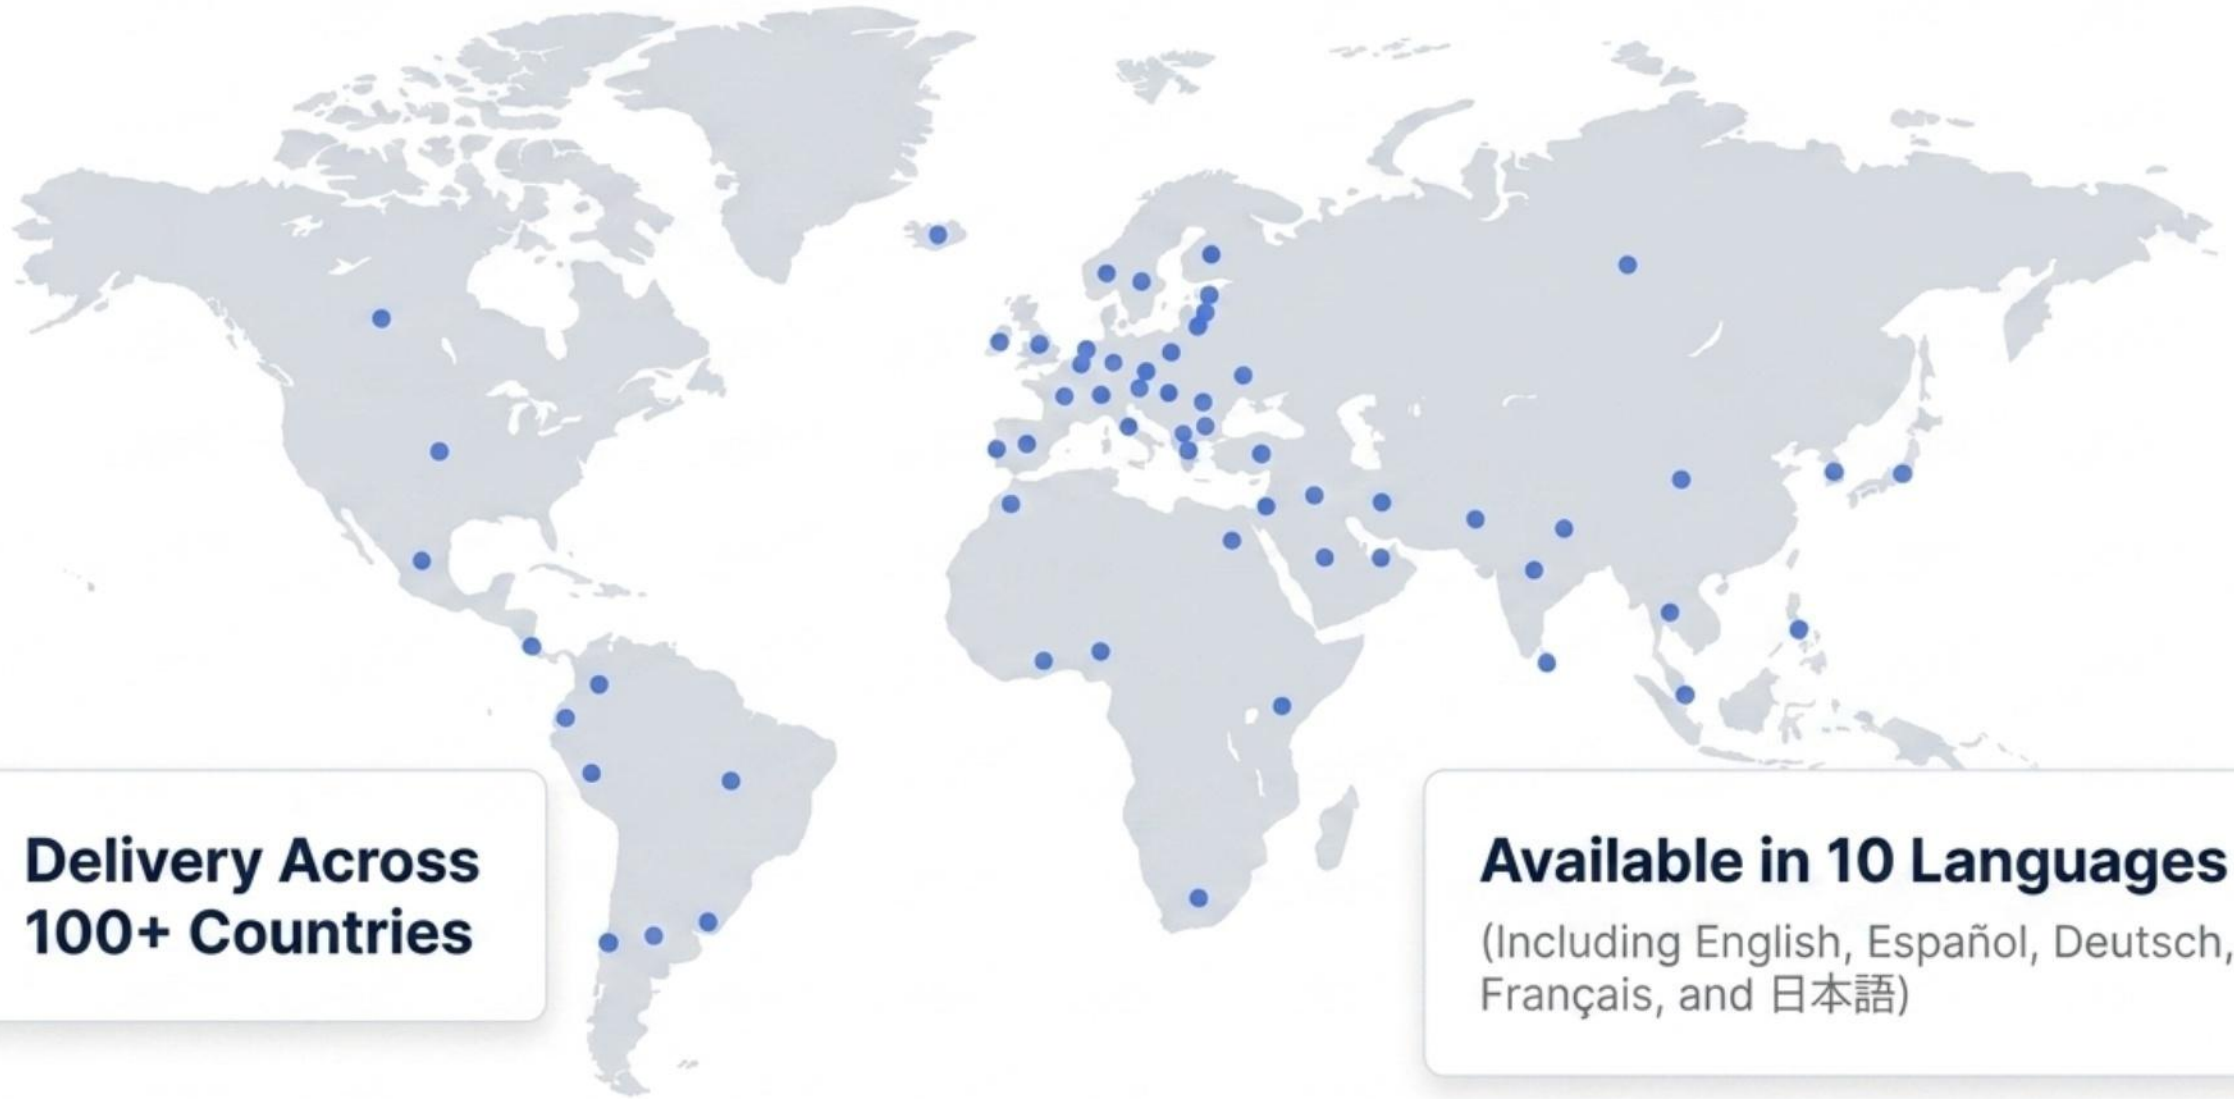 Delivery Across
100+ Countries
Available in 10 Languages
(Including English, Español, Deutsch,
Français, and 日本語)